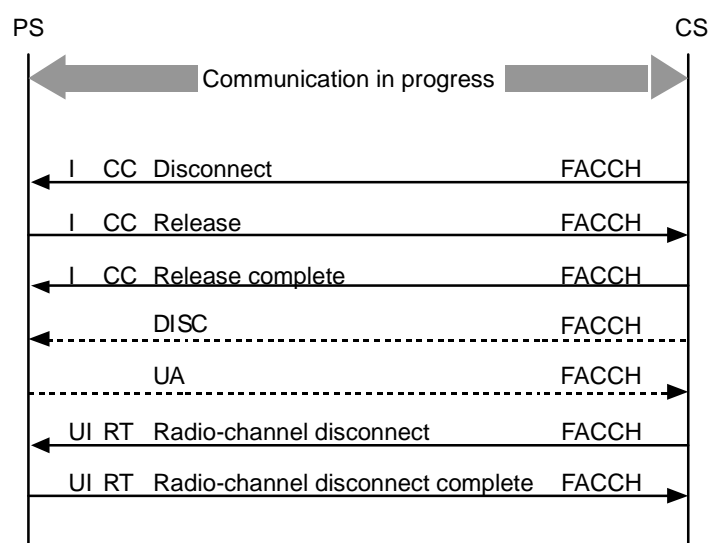 PS CS
Communication in progress
I CC Disconnect FACCH
I CC Release FACCH
I CC Release complete FACCH
DISC FACCH
UA FACCH
UI RT Radio-channel disconnect FACCH
UI RT Radio-channel disconnect complete FACCH